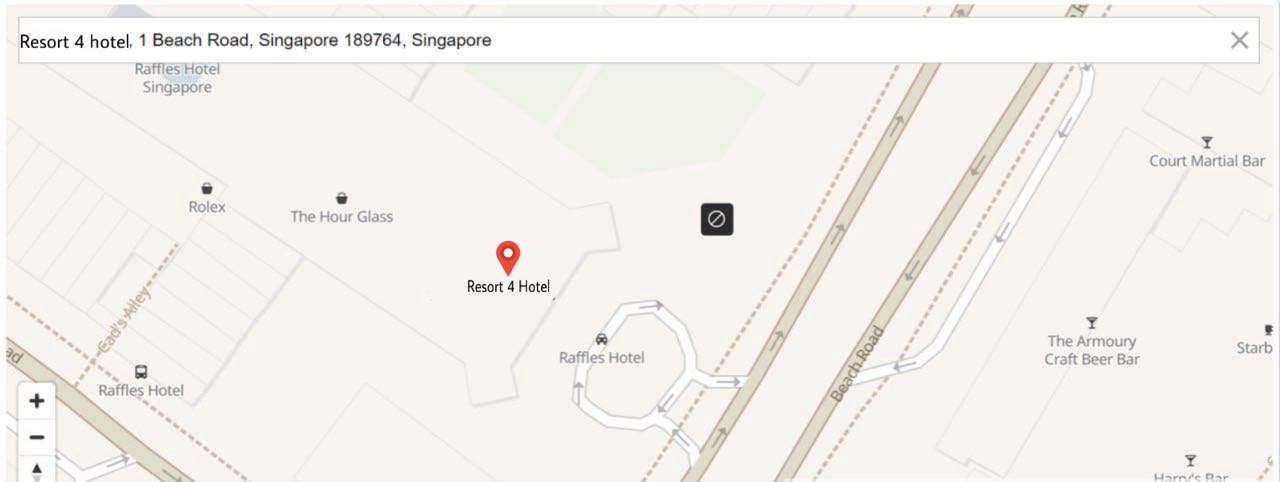 Resort 4 hotel, 1 Beach Road, Singapore 189764, Singapore
Raffles Hotel
Singapore
Court Martial Bar
Rolex
The Hour Glass
Resort 4 Hotel
Cad's Alley
Raffles Hotel
Beach Road
The Armoury
Craft Beer Bar
Starb
ad
Raffles Hotel
Harry's Bar